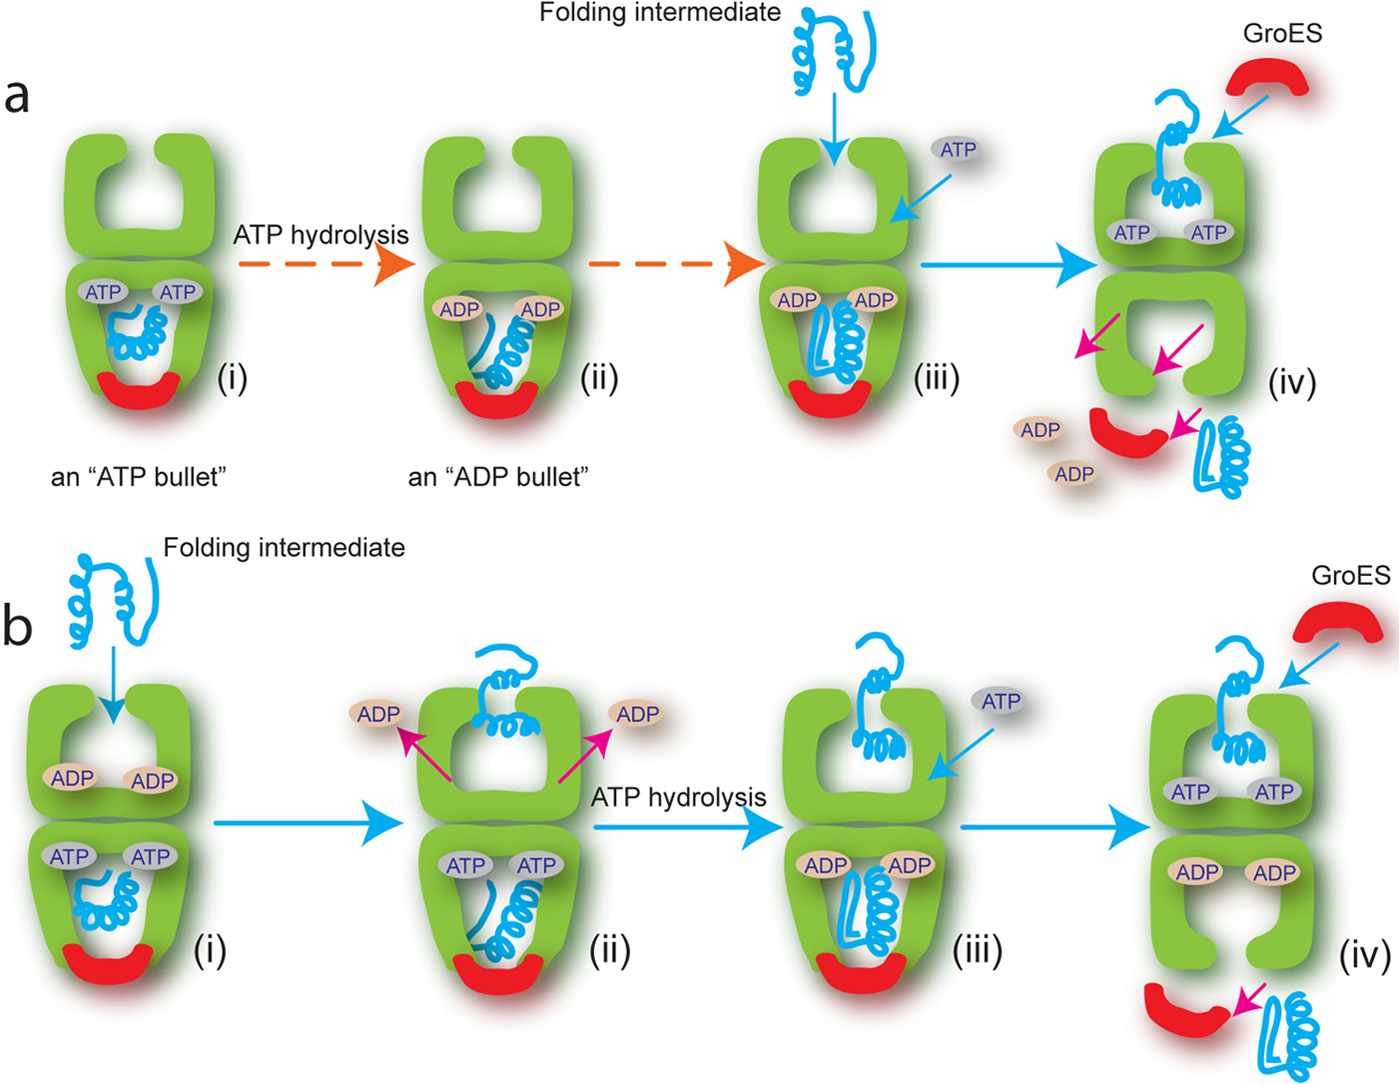 Folding intermediate
GroES
a
ATP
ATP hydrolysis
ATP ATP
ATP ATP
ADP ADP
ADP ADP
(i)
(ii)
(iii)
(iv)
ADP
ADP
an “ATP bullet”
an “ADP bullet”
Folding intermediate
GroES
b
ADP
ADP
ATP
ADP ADP
ATP hydrolysis
ATP ATP
ATP ATP
ATP ATP
ADP ADP
ADP ADP
(i)
(ii)
(iii)
(iv)